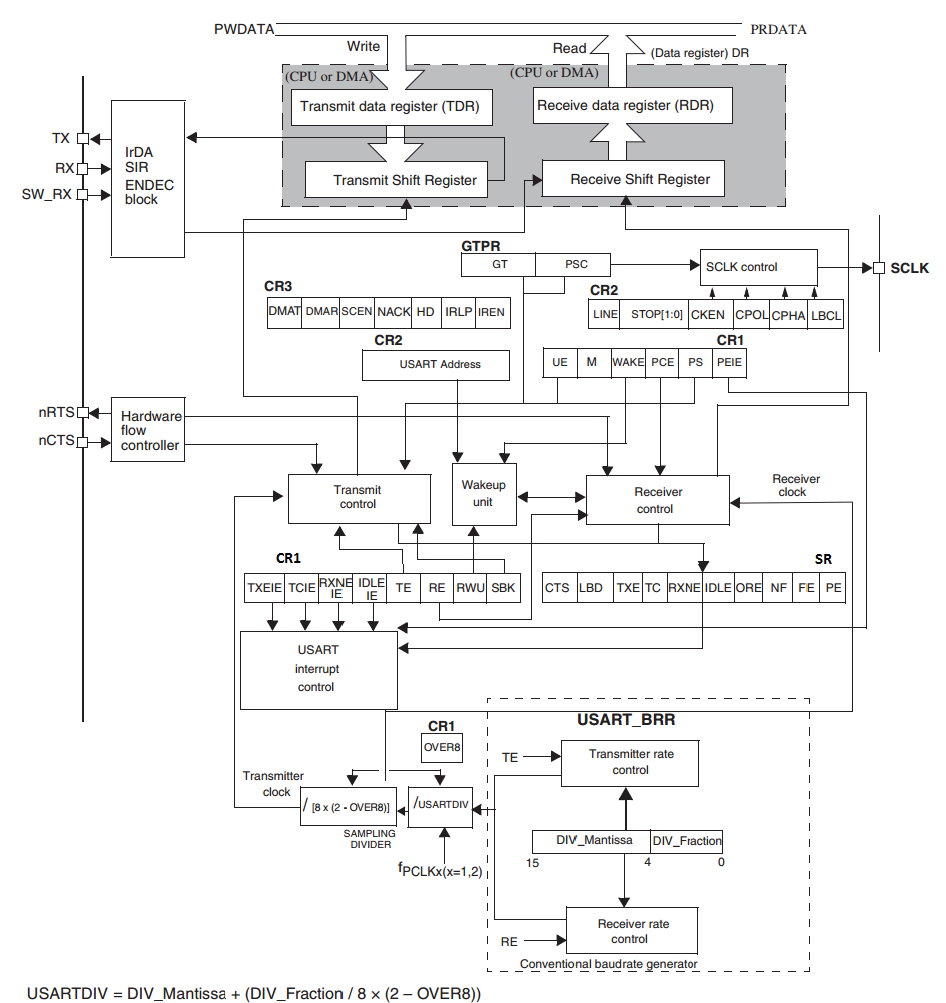 PWDATA
PRDATA
Write
Read
(Data register) DR
(CPU or DMA)
(CPU or DMA)
Transmit data register (TDR)
Receive data register (RDR)
TX
RX
SW_RX
IrDA
SIR
ENDEC
block
Transmit Shift Register
Receive Shift Register
GTPR
GT
PSC
SCLK control
SCLK
CR3
DMAT
DMAR
SCEN
NACK
HD
IRLP
IREN
CR2
LINE
STOP[1:0]
CKEN
CPOL
CPHA
LBCL
CR2
USART Address
CR1
UE
M
WAKE
PCE
PS
PEIE
nRTS
nCTS
Hardware
flow
controller
Transmit
control
Wakeup
unit
Receiver
control
Receiver
clock
CR1
TXEIE
TCIE
RXNE
IE
IDLE
IE
TE
RE
RWU
SBK
SR
CTS
LBD
TXE
TC
RXNE
IDLE
ORE
NF
FE
PE
USART
interrupt
control
USART_BRR
CR1
OVER8
TE
Transmitter rate
control
Transmitter
clock
/ [8 x (2 - OVER8)]
/USARTDIV
SAMPLING
DIVIDER
fPCLKx(x=1,2)
DIV_Mantissa
DIV_Fraction
15
4
0
RE
Receiver rate
control
Conventional baudrate generator
USARTDIV = DIV_Mantissa + (DIV_Fraction / 8 × (2 – OVER8))